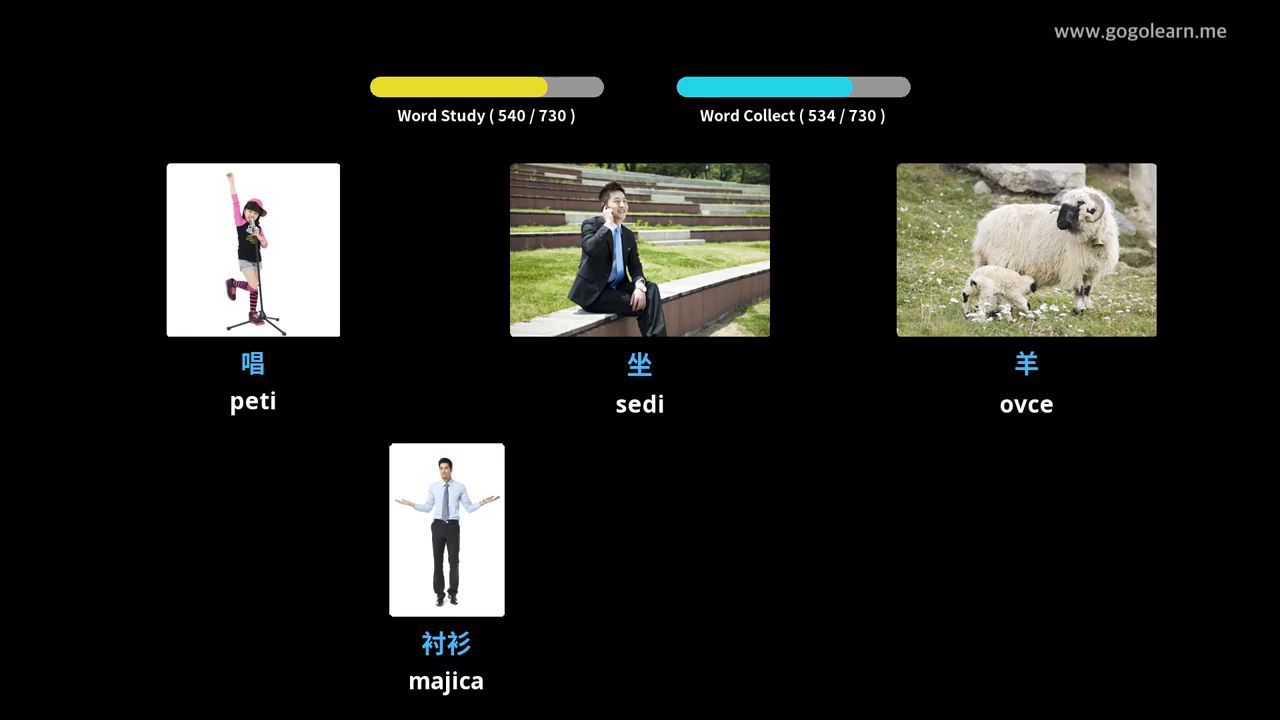 www.gogolearn.me
Word Study ( 540 / 730 )
Word Collect ( 534 / 730 )
唱
peti
坐
sedi
羊
ovce
衬衫
majica